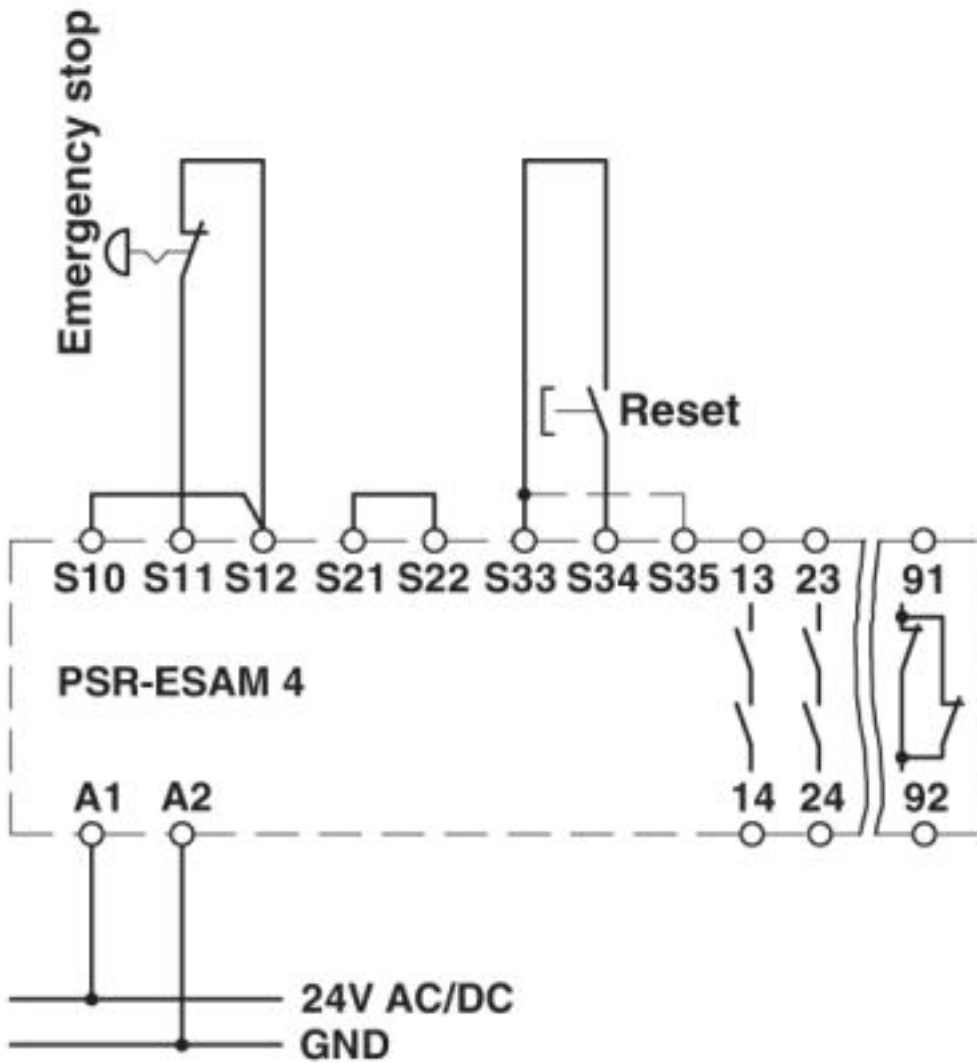 Emergency stop
Reset
S10 S11 S12 S21 S22 S33 S34 S35 13 23 91
PSR-ESAM 4
A1 A2 14 24 92
24V AC/DC
GND